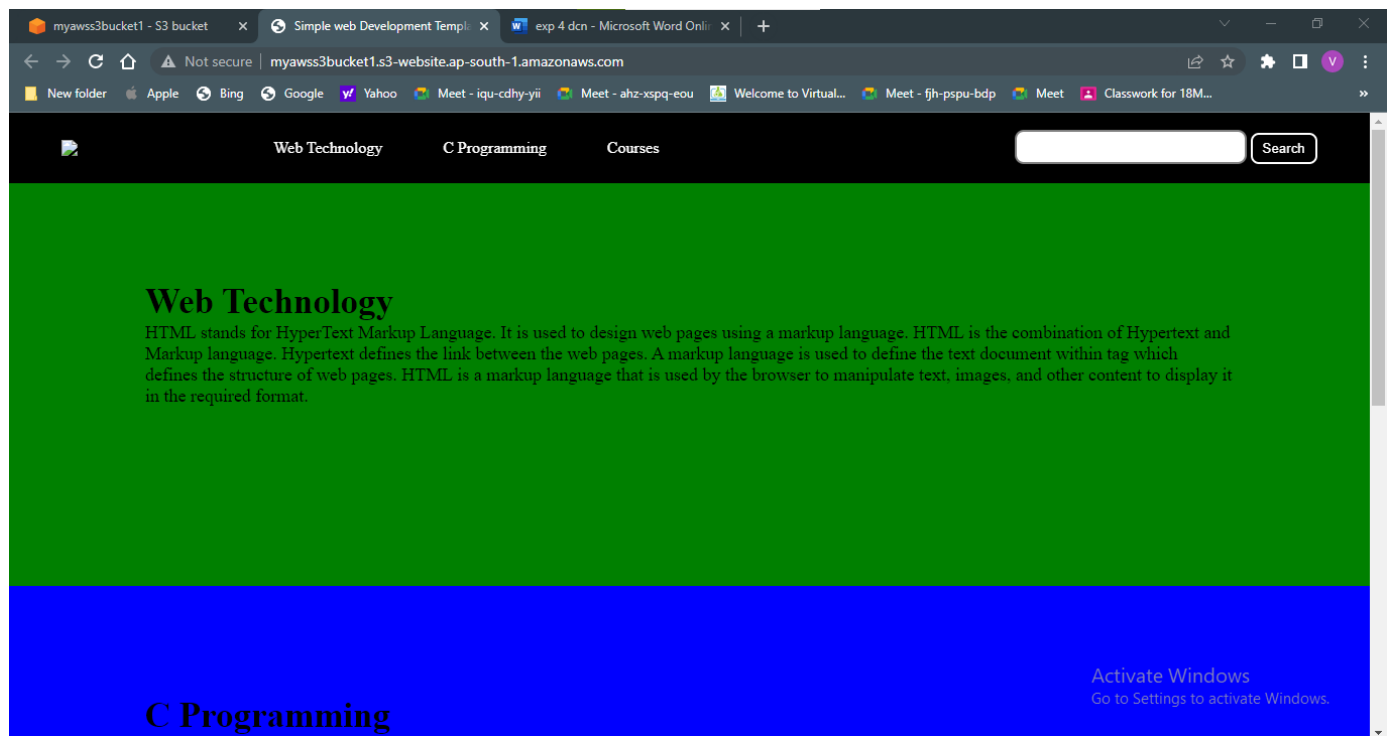 myawss3bucket1 - S3 bucket
Simple web Development Templa
exp 4 dcn - Microsoft Word Onlin
Not secure
myawss3bucket1.s3-website.ap-south-1.amazonaws.com
V
New folder
Apple
Bing
Google
Yahoo
Meet - iqu-cdhy-yii
Meet - ahz-xspq-eou
Welcome to Virtual...
Meet - fjh-pspu-bdp
Meet
Classwork for 18M...
Web Technology
C Programming
Courses
Search
Web Technology
HTML stands for HyperText Markup Language. It is used to design web pages using a markup language. HTML is the combination of Hypertext and
Markup language. Hypertext defines the link between the web pages. A markup language is used to define the text document within tag which
defines the structure of web pages. HTML is a markup language that is used by the browser to manipulate text, images, and other content to display it
in the required format.
C Programming
Activate Windows
Go to Settings to activate Windows.